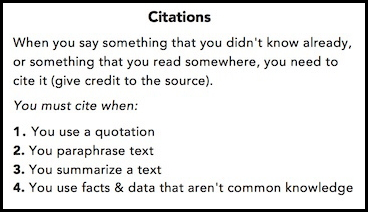 Citations
When you say something that you didn't know already,
or something that you read somewhere, you need to
cite it (give credit to the source).
You must cite when:
1. You use a quotation
2. You paraphrase text
3. You summarize a text
4. You use facts & data that aren't common knowledge